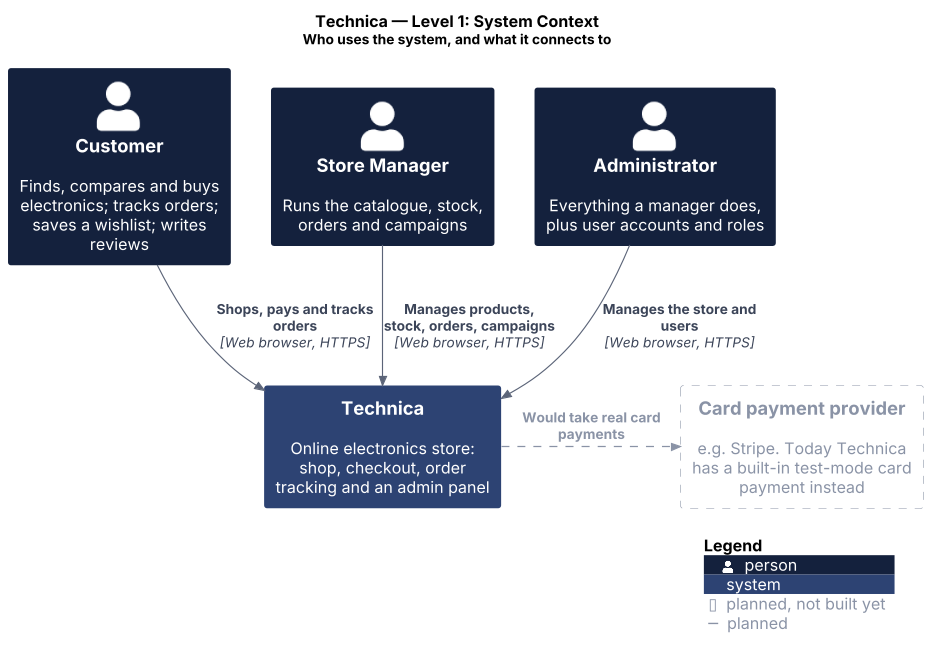 Technica — Level 1: System Context
Who uses the system, and what it connects to
Customer
Finds, compares and buys
electronics; tracks orders;
saves a wishlist; writes
reviews
Store Manager
Runs the catalogue, stock,
orders and campaigns
Administrator
Everything a manager does,
plus user accounts and roles
Shops, pays and tracks
orders
[Web browser, HTTPS]
Manages products,
stock, orders, campaigns
[Web browser, HTTPS]
Manages the store and
users
[Web browser, HTTPS]
Technica
Online electronics store:
shop, checkout, order
tracking and an admin panel
Would take real card
payments
Card payment provider
e.g. Stripe. Today Technica
has a built-in test-mode card
payment instead
Legend
person
system
planned, not built yet
planned